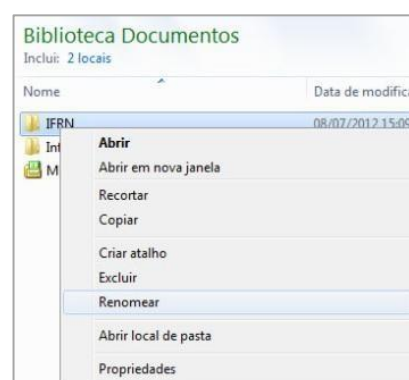 Biblioteca Documentos
Inclui: 2 locais
Nome Data de modific
IFRN 08/07/2012 15:09
Int
M
Abrir
Abrir em nova janela
Recortar
Copiar
Criar atalho
Excluir
Renomear
Abrir local de pasta
Propriedades